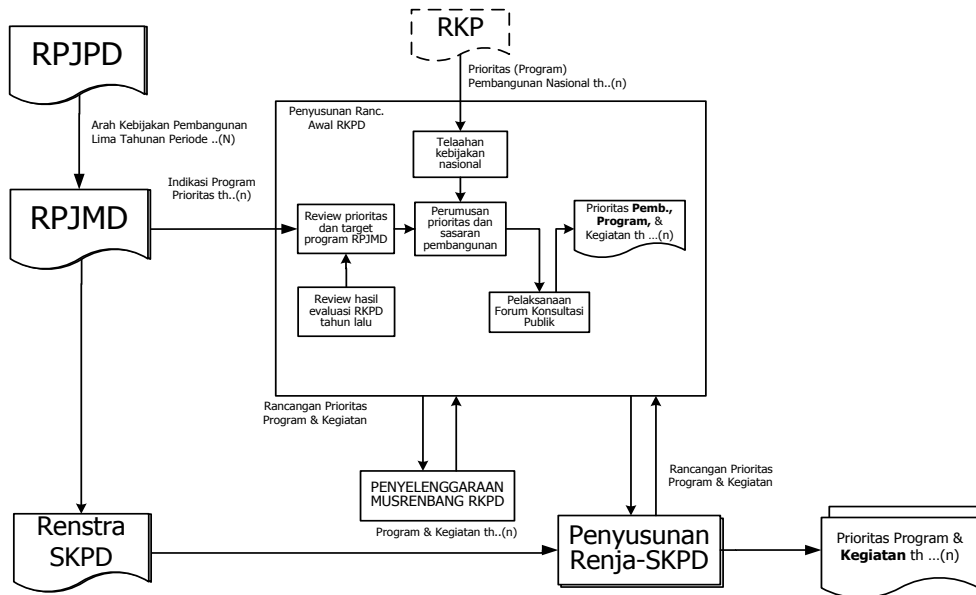 RPJPD
RKP
Prioritas (Program)
Pembangunan Nasional th..(n)
Arah Kebijakan Pembangunan
Lima Tahunan Periode ..(N)
Penyusunan Ranc.
Awal RKPD
Telaahan
kebijakan
nasional
RPJMD
Indikasi Program
Prioritas th..(n)
Review prioritas
dan target
program RPJMD
Perumusan
prioritas dan
sasaran
pembangunan
Prioritas Pemb.,
Program, &
Kegiatan th ...(n)
Review hasil
evaluasi RKPD
tahun lalu
Pelaksanaan
Forum Konsultasi
Publik
Rancangan Prioritas
Program & Kegiatan
PENYELENGGARAAN
MUSRENBANG RKPD
Program & Kegiatan th..(n)
Rancangan Prioritas
Program & Kegiatan
Renstra
SKPD
Penyusunan
Renja-SKPD
Prioritas Program &
Kegiatan th ...(n)